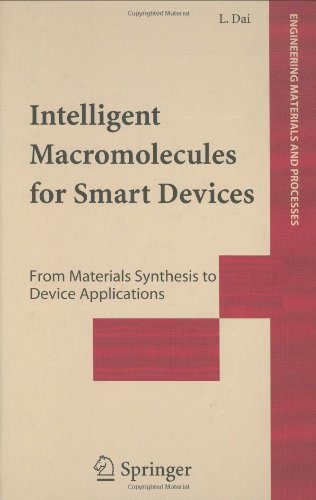 L. Dai
ENGINEERING MATERIALS AND PROCESSES
Intelligent
Macromolecules
for Smart Devices
From Materials Synthesis to
Device Applications
Springer